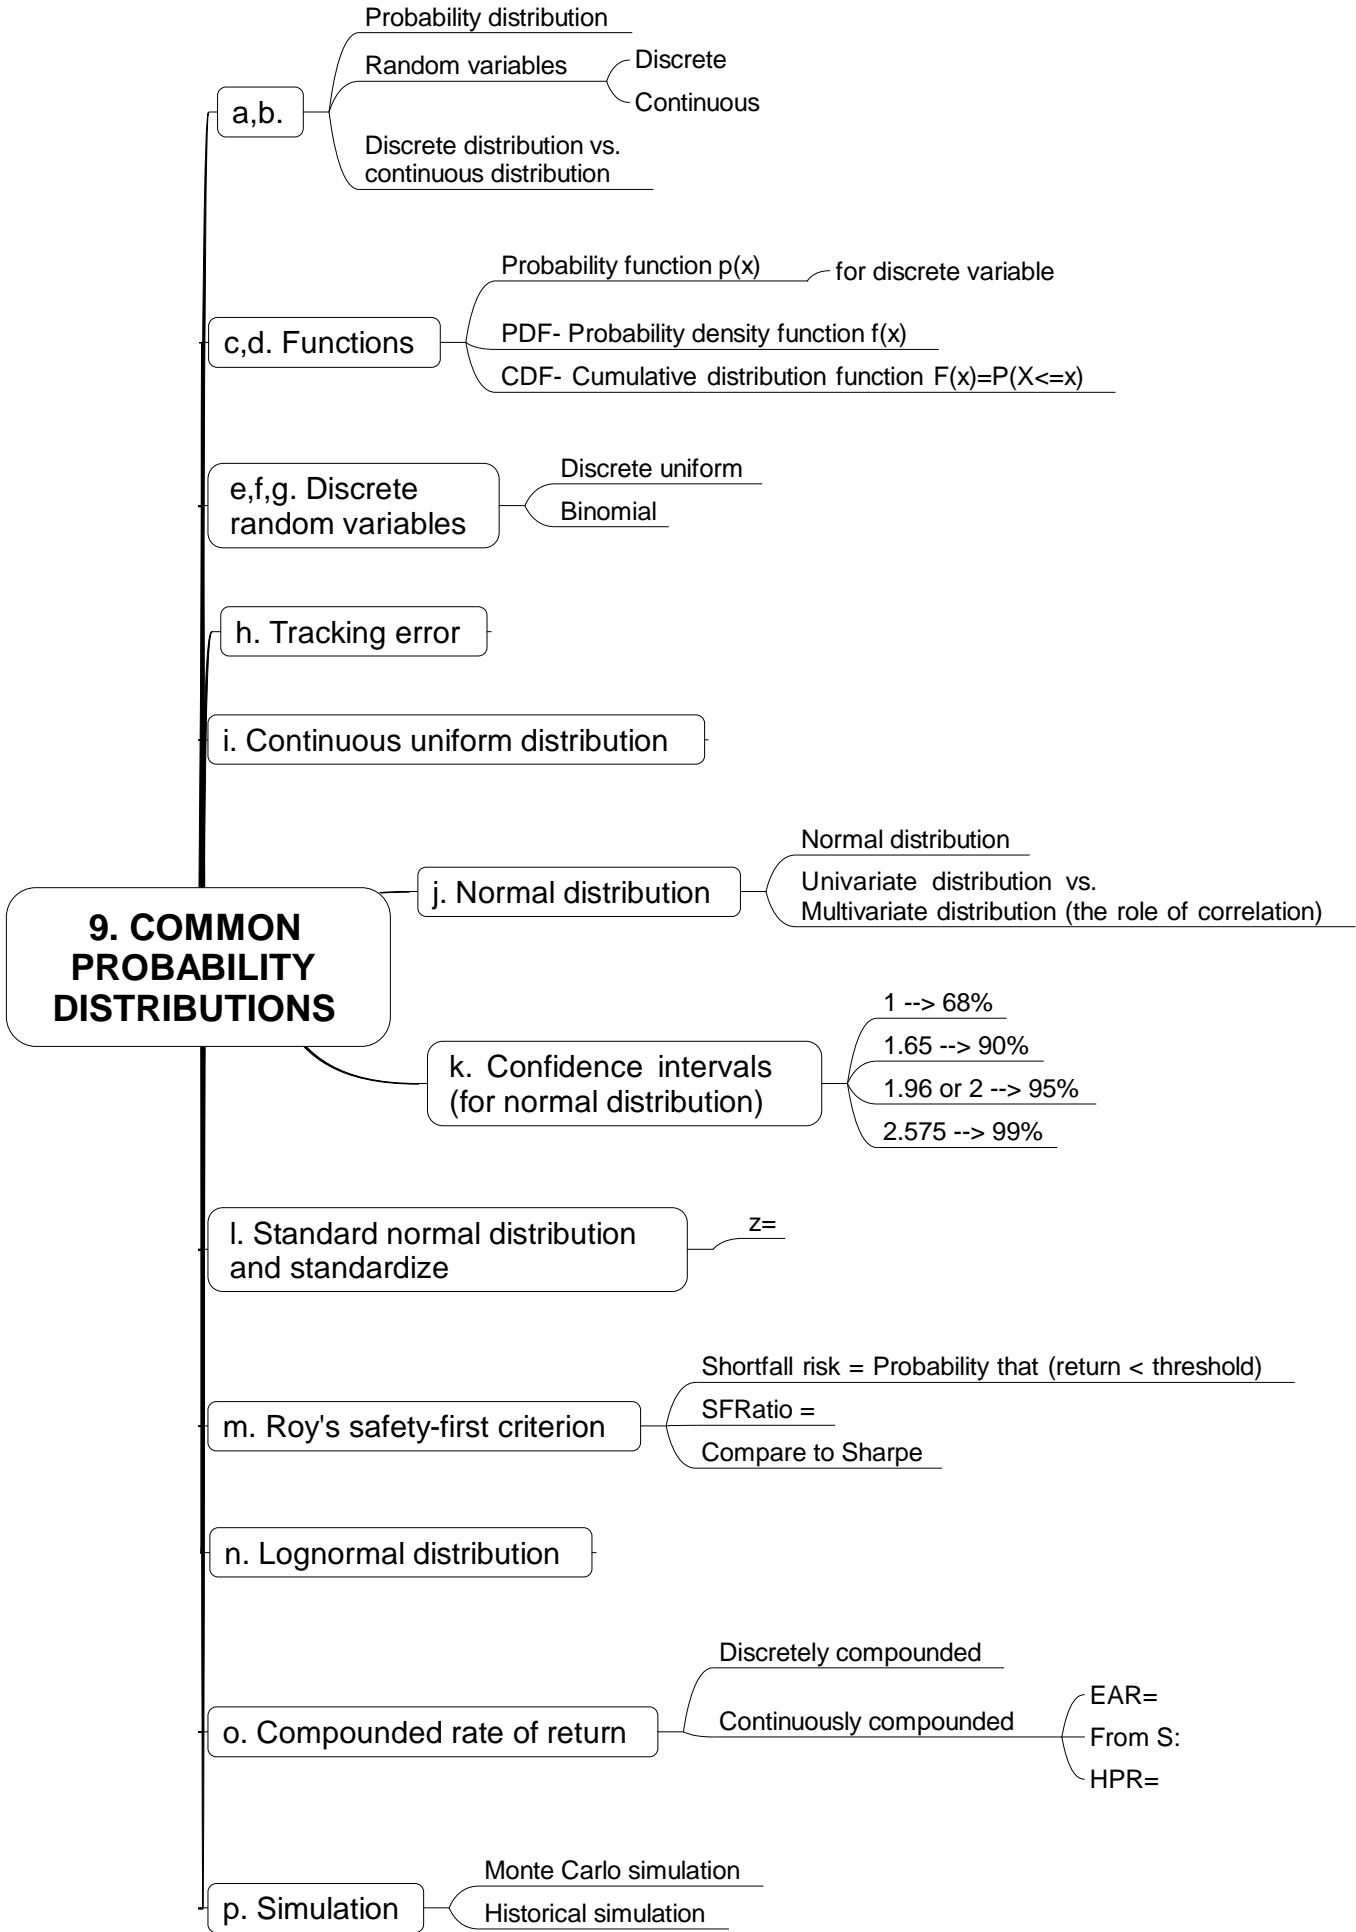 Probability distribution
Random variables
Discrete
Continuous
a,b.
Discrete distribution vs.
continuous distribution
Probability function p(x)
for discrete variable
c,d. Functions
PDF- Probability density function f(x)
CDF- Cumulative distribution function F(x)=P(X<=x)
e,f,g. Discrete
random variables
Discrete uniform
Binomial
h. Tracking error
i. Continuous uniform distribution
9. COMMON
PROBABILITY
DISTRIBUTIONS
j. Normal distribution
Normal distribution
Univariate distribution vs.
Multivariate distribution (the role of correlation)
k. Confidence intervals
(for normal distribution)
1 --> 68%
1.65 --> 90%
1.96 or 2 --> 95%
2.575 --> 99%
l. Standard normal distribution
and standardize
z=
m. Roy's safety-first criterion
Shortfall risk = Probability that (return < threshold)
SFRatio =
Compare to Sharpe
n. Lognormal distribution
o. Compounded rate of return
Discretely compounded
Continuously compounded
EAR=
From S:
HPR=
p. Simulation
Monte Carlo simulation
Historical simulation